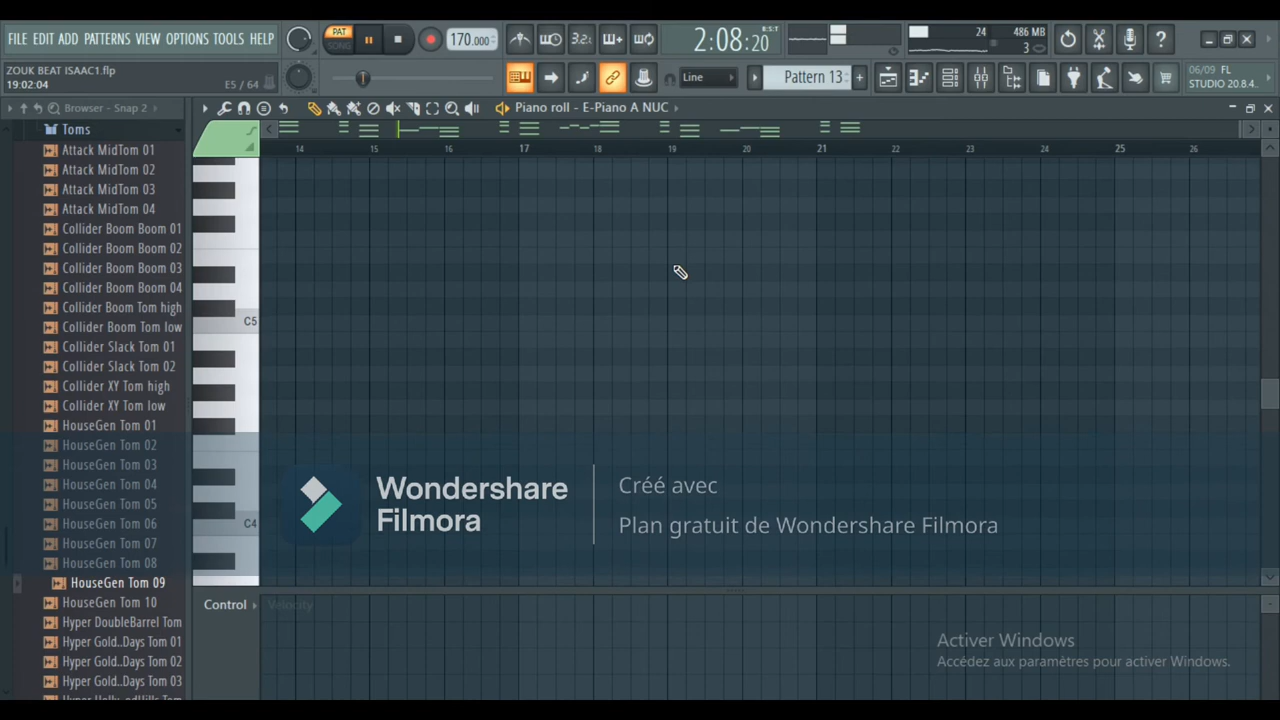 FILE EDIT ADD PATTERNS VIEW OPTIONS TOOLS HELP
PAT
SONG
170.000
3.2.
2:08:20
B:S:T
24
486 MB
3
ZOUK BEAT ISAAC1.flp
19:02:04
E5 / 64
Line
Pattern 13
06/09 FL
STUDIO 20.8.4..
Browser - Snap 2
Piano roll - E-Piano A NUC
Toms
14 15 16 17 18 19 20 21 22 23 24 25 26
Attack MidTom 01
Attack MidTom 02
Attack MidTom 03
Attack MidTom 04
Collider Boom Boom 01
Collider Boom Boom 02
Collider Boom Boom 03
Collider Boom Boom 04
Collider Boom Tom high
C5
Collider Boom Tom low
Collider Slack Tom 01
Collider Slack Tom 02
Collider XY Tom high
Collider XY Tom low
HouseGen Tom 01
HouseGen Tom 02
HouseGen Tom 03
HouseGen Tom 04
HouseGen Tom 05
HouseGen Tom 06
C4
HouseGen Tom 07
HouseGen Tom 08
HouseGen Tom 09
HouseGen Tom 10
Hyper DoubleBarrel Tom
Hyper Gold..Days Tom 01
Hyper Gold..Days Tom 02
Hyper Gold..Days Tom 03
Wondershare
Filmora
Créé avec
Plan gratuit de Wondershare Filmora
Control
Velocity
Activer Windows
Accédez aux paramètres pour activer Windows.